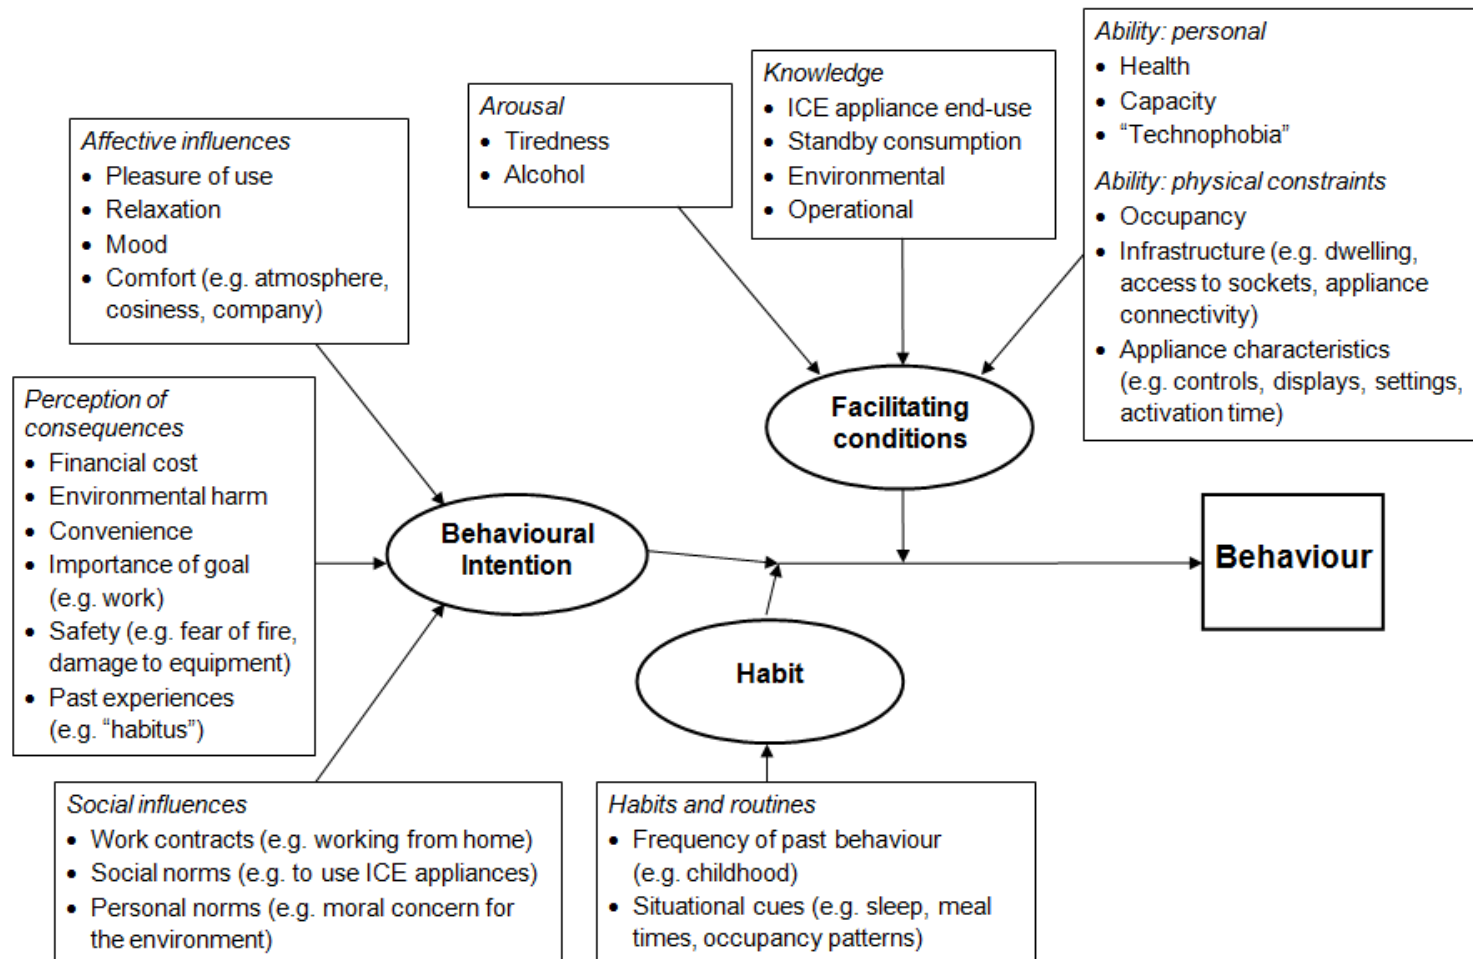 Affective influences
• Pleasure of use
• Relaxation
• Mood
• Comfort (e.g. atmosphere,
cosiness, company)
Arousal
• Tiredness
• Alcohol
Knowledge
• ICE appliance end-use
• Standby consumption
• Environmental
• Operational
Ability: personal
• Health
• Capacity
• “Technophobia”
Ability: physical constraints
• Occupancy
• Infrastructure (e.g. dwelling,
access to sockets, appliance
connectivity)
• Appliance characteristics
(e.g. controls, displays, settings,
activation time)
Perception of
consequences
• Financial cost
• Environmental harm
• Convenience
• Importance of goal
(e.g. work)
• Safety (e.g. fear of fire,
damage to equipment)
• Past experiences
(e.g. “habitus”)
Facilitating
conditions
Behavioural
Intention
Behaviour
Habit
Social influences
• Work contracts (e.g. working from home)
• Social norms (e.g. to use ICE appliances)
• Personal norms (e.g. moral concern for
the environment)
Habits and routines
• Frequency of past behaviour
(e.g. childhood)
• Situational cues (e.g. sleep, meal
times, occupancy patterns)